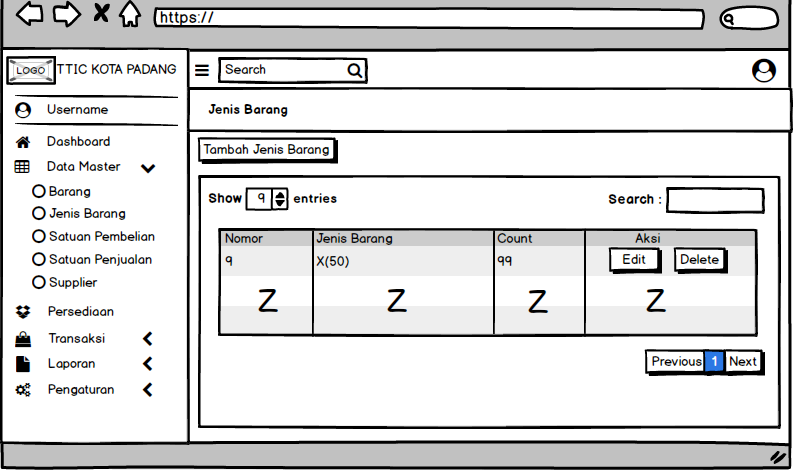 https://
LOGO TTIC KOTA PADANG
Search
Username
Jenis Barang
Dashboard
Data Master
Barang
Jenis Barang
Satuan Pembelian
Satuan Penjualan
Supplier
Persediaan
Transaksi
Laporan
Pengaturan
Tambah Jenis Barang
Show 9 entries
Search :
Nomor Jenis Barang Count Aksi
9 X(50) 99 Edit Delete
Z Z Z Z
Previous 1 Next